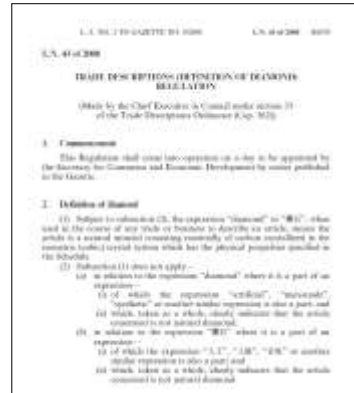 L. S. NO. 2 TO GAZETTE NO. L.N. 43 of 2008
L.N. 43 of 2008
TRADE DESCRIPTIONS (DEFINITION OF DIAMOND)
REGULATION
(Made by the Chief Executive in Council under section 33
of the Trade Descriptions Ordinance (Cap. 362))
1. Commencement
This Regulation shall come into operation on a day to be appointed by
the Secretary for Commerce and Economic Development by notice published
in the Gazette.
2. Definition of diamond
(1) Subject to subsection (2), the expression “diamond” or “鑽石”, when
used in the course of any trade or business to describe an article, means the
article is a natural mineral consisting essentially of carbon crystallized in the
isometric (cubic) crystal system which has the physical properties specified in
the Schedule.
(2) Subsection (1) does not apply—
(a) in relation to the expression “diamond” where it is a part of an
expression—
(i) of which the expression “artificial”, “man-made”,
“synthetic” or another similar expression is also a part; and
(ii) which, taken as a whole, clearly indicates that the article
concerned is not natural diamond;
(b) in relation to the expression “鑽石” where it is a part of an
expression—
(i) of which the expression “人工”, “人造”, “合成” or another
similar expression is also a part; and
(ii) which, taken as a whole, clearly indicates that the article
concerned is not natural diamond